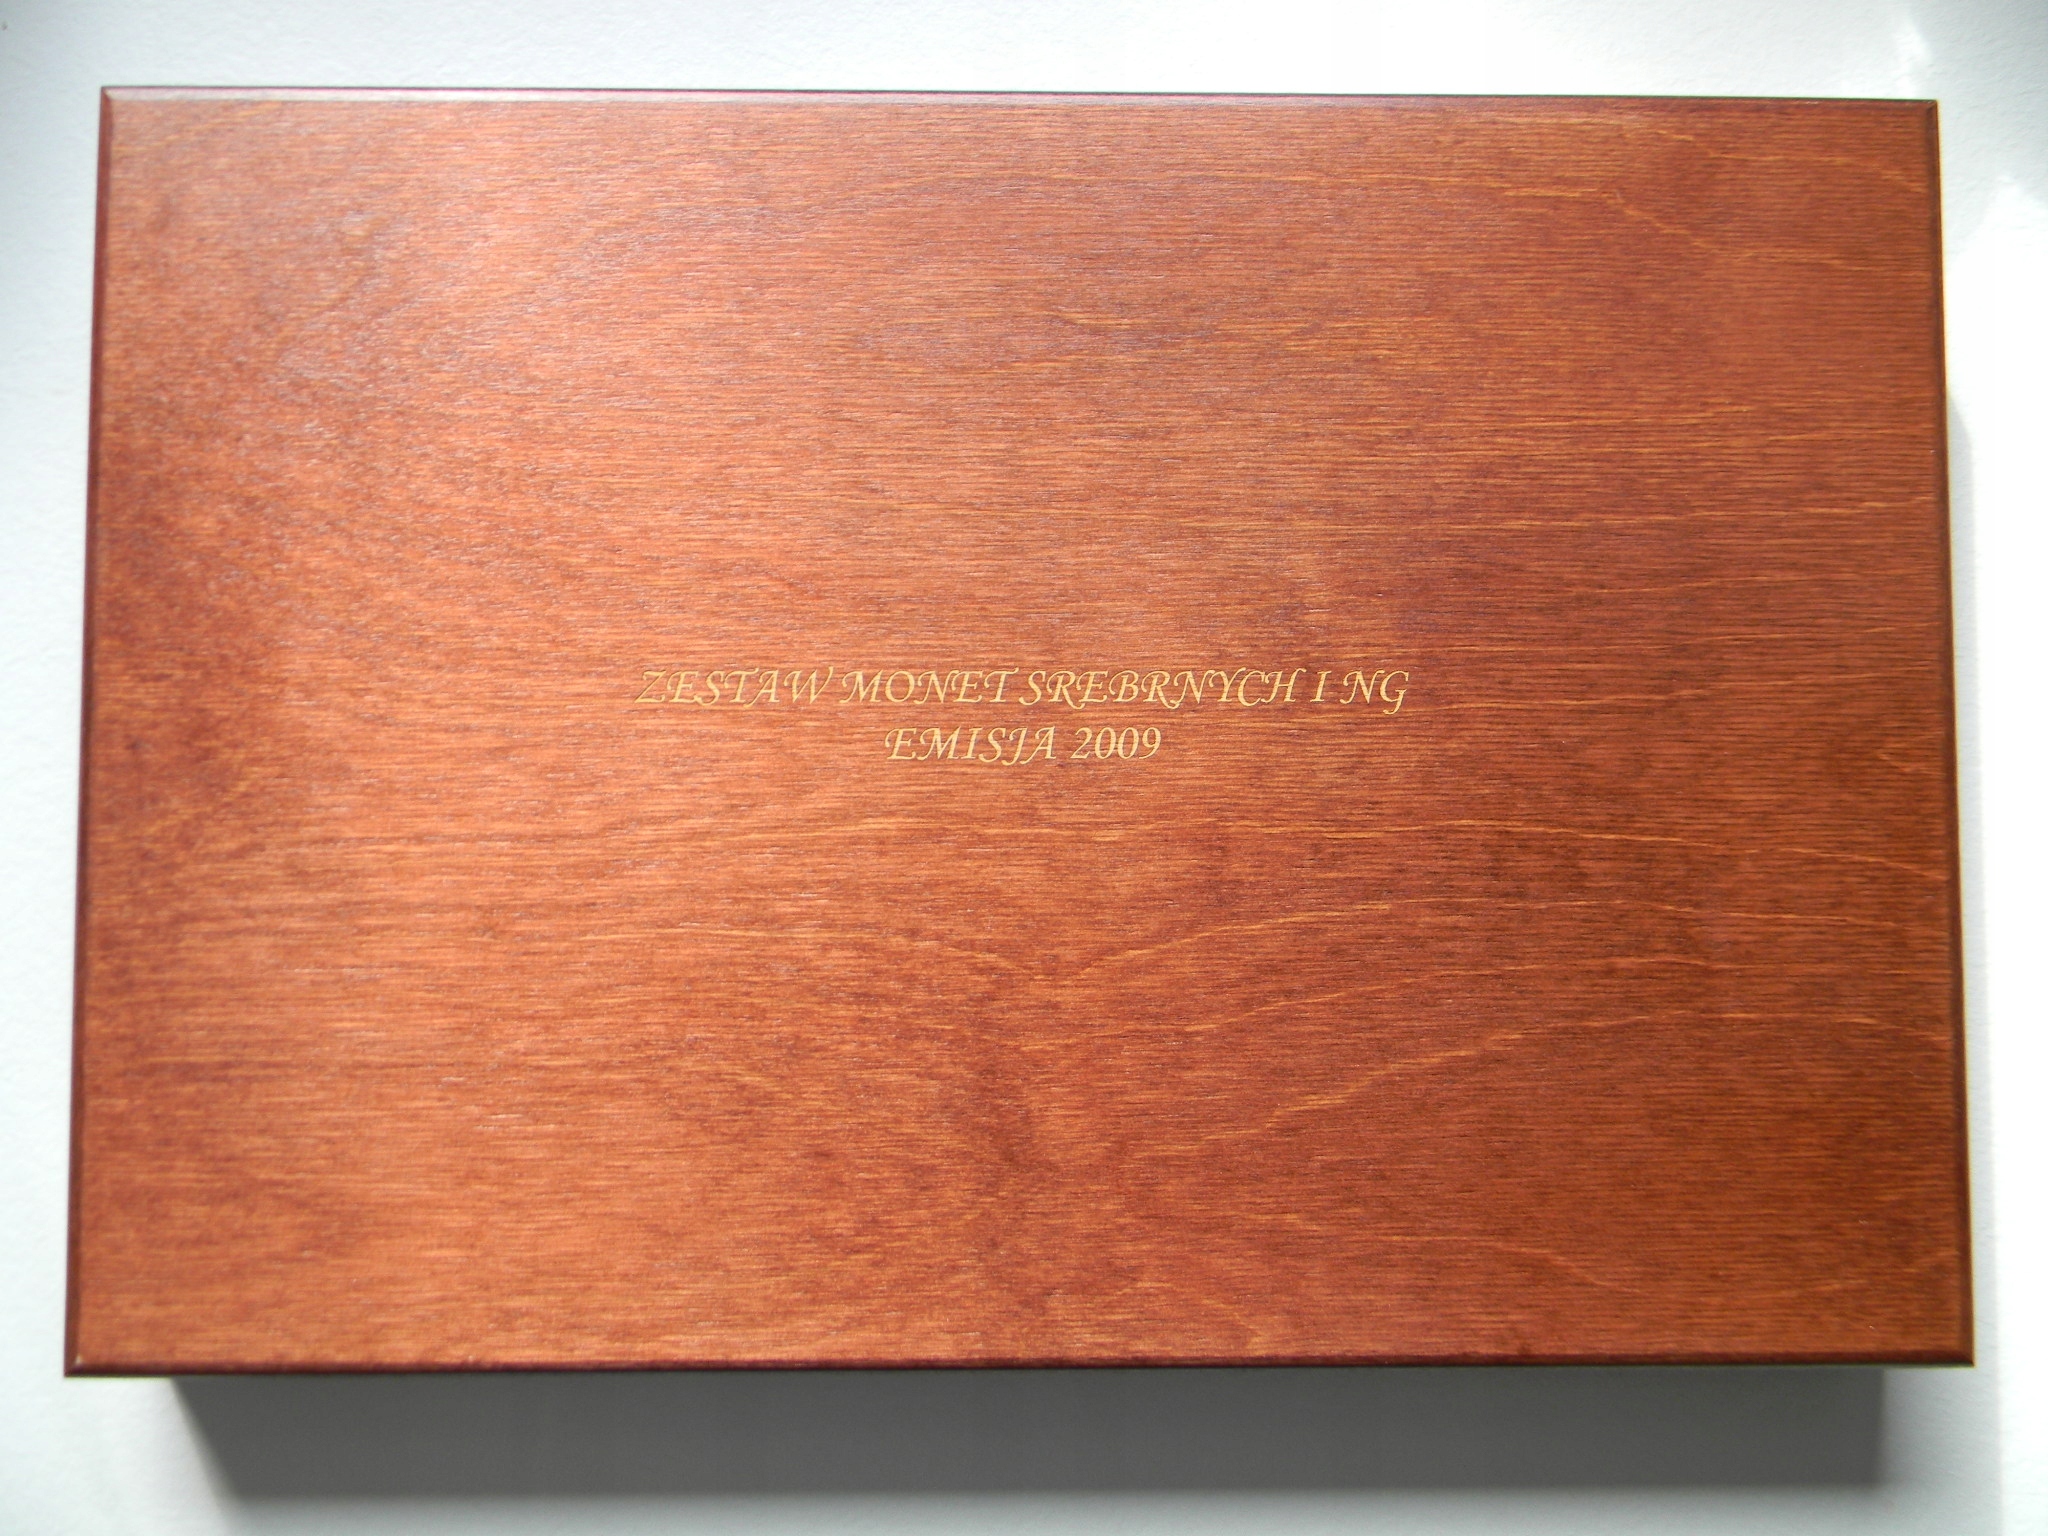 ZESTAW MONET SREBRNYCH I NG
EMISJA 2009